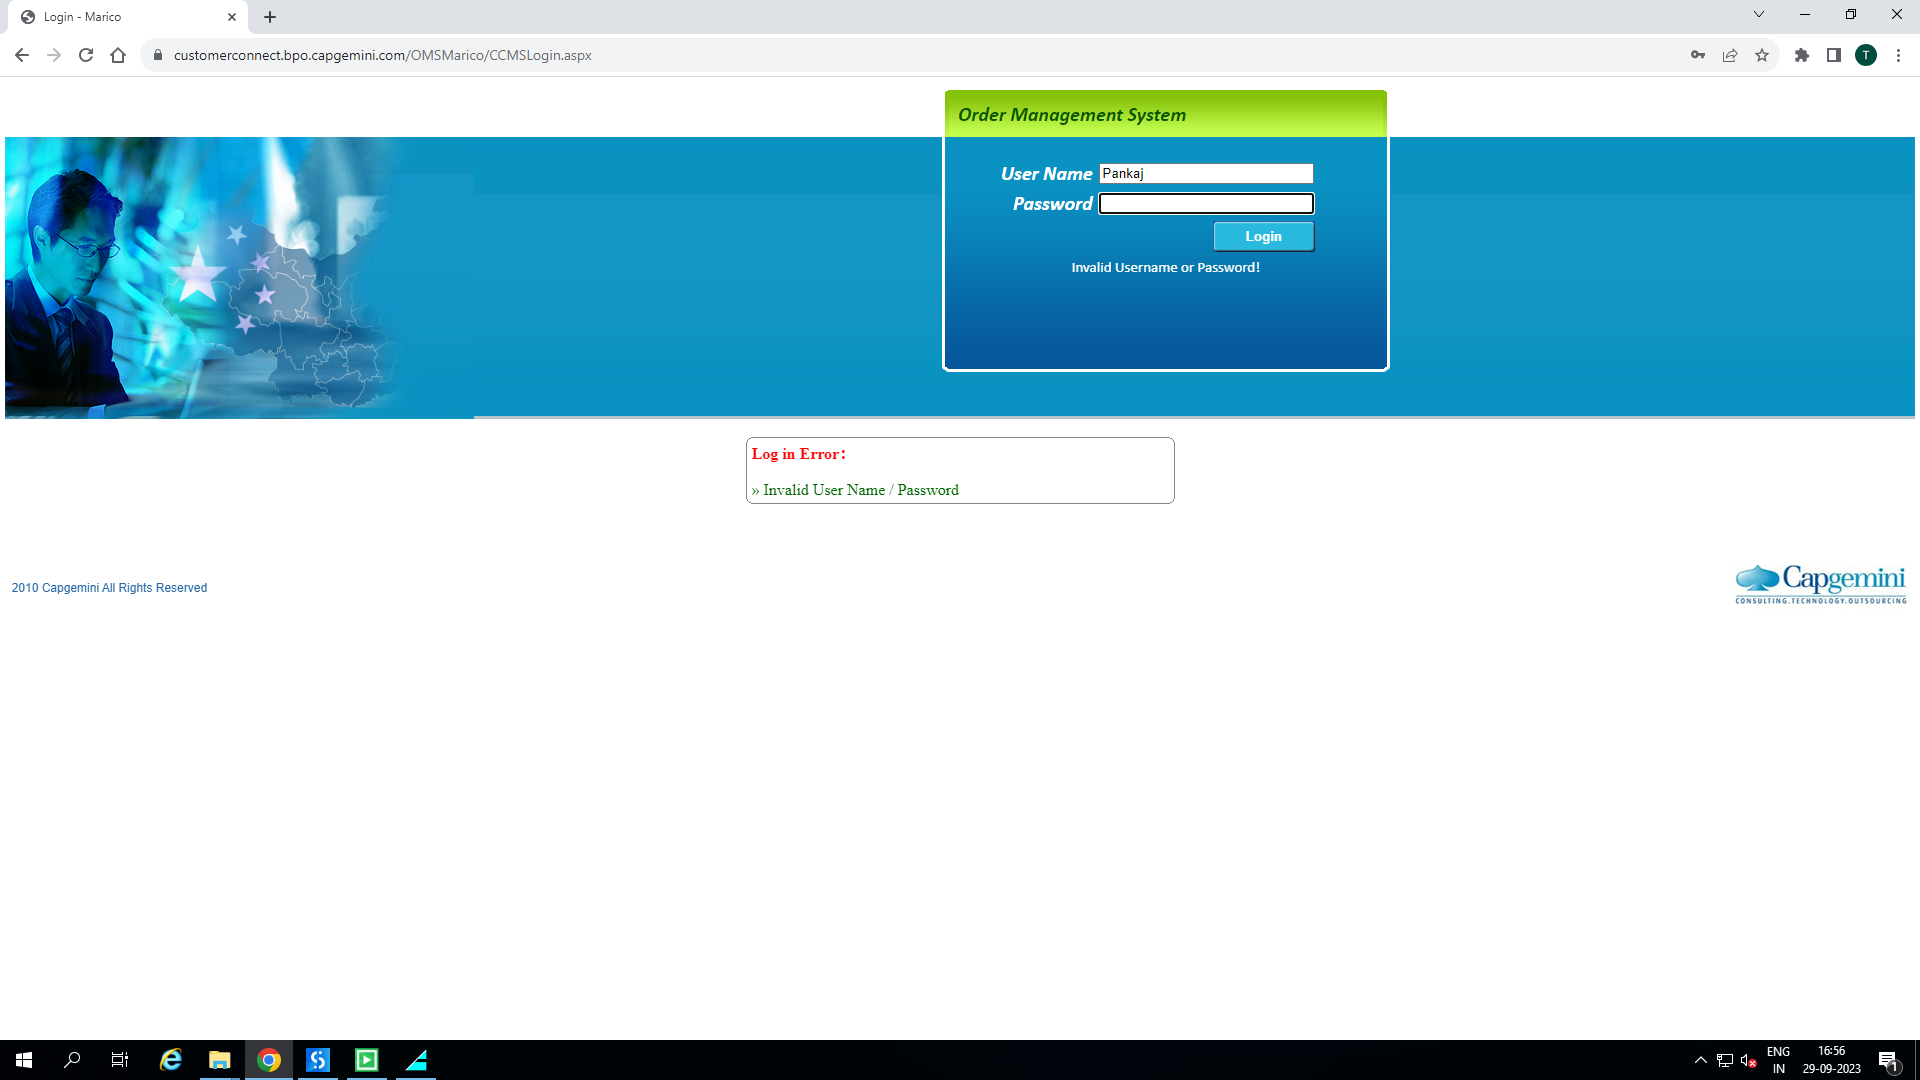 Login - Marico
customerconnect.bpo.capgemini.com/OMSMarico/CCMSLogin.aspx
T
Order Management System
User Name Pankaj
Password
Login
Invalid Username or Password!
Log in Error:
» Invalid User Name / Password
2010 Capgemini All Rights Reserved
Capgemini
CONSULTING.TECHNOLOGY.OUTSOURCING
ENG
IN
16:56
29-09-2023
1